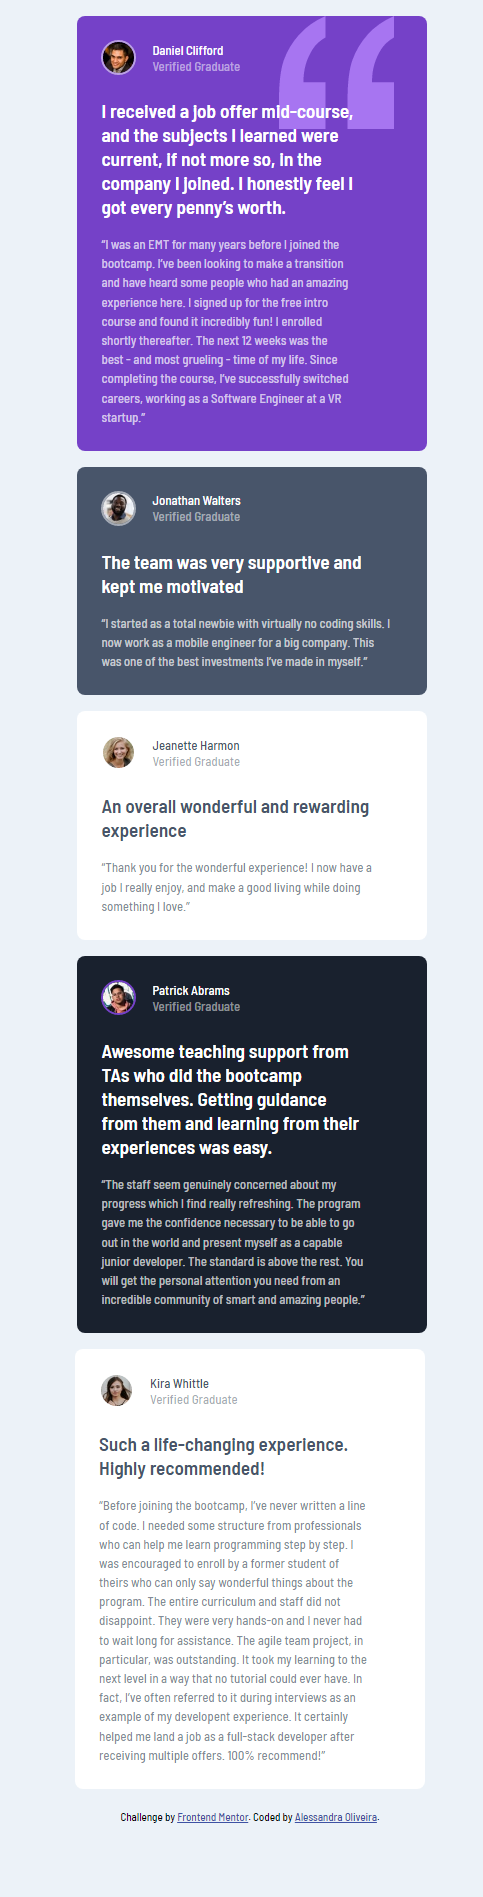 Daniel Clifford
Verified Graduate
I received a job offer mid-course,
and the subjects I learned were
current, if not more so, in the
company I joined. I honestly feel I
got every penny’s worth.
“I was an EMT for many years before I joined the
bootcamp. I’ve been looking to make a transition
and have heard some people who had an amazing
experience here. I signed up for the free intro
course and found it incredibly fun! I enrolled
shortly thereafter. The next 12 weeks was the
best - and most grueling - time of my life. Since
completing the course, I’ve successfully switched
careers, working as a Software Engineer at a VR
startup.”
Jonathan Walters
Verified Graduate
The team was very supportive and
kept me motivated
“I started as a total newbie with virtually no coding skills. I
now work as a mobile engineer for a big company. This
was one of the best investments I’ve made in myself.”
Jeanette Harmon
Verified Graduate
An overall wonderful and rewarding
experience
“Thank you for the wonderful experience! I now have a
job I really enjoy, and make a good living while doing
something I love.”
Patrick Abrams
Verified Graduate
Awesome teaching support from
TAs who did the bootcamp
themselves. Getting guidance
from them and learning from their
experiences was easy.
“The staff seem genuinely concerned about my
progress which I find really refreshing. The program
gave me the confidence necessary to be able to go
out in the world and present myself as a capable
junior developer. The standard is above the rest. You
will get the personal attention you need from an
incredible community of smart and amazing people.”
Kira Whittle
Verified Graduate
Such a life-changing experience.
Highly recommended!
“Before joining the bootcamp, I’ve never written a line
of code. I needed some structure from professionals
who can help me learn programming step by step. I
was encouraged to enroll by a former student of
theirs who can only say wonderful things about the
program. The entire curriculum and staff did not
disappoint. They were very hands-on and I never had
to wait long for assistance. The agile team project, in
particular, was outstanding. It took my learning to the
next level in a way that no tutorial could ever have. In
fact, I’ve often referred to it during interviews as an
example of my developent experience. It certainly
helped me land a job as a full-stack developer after
receiving multiple offers. 100% recommend!”
Challenge by Frontend Mentor. Coded by Alessandra Oliveira.